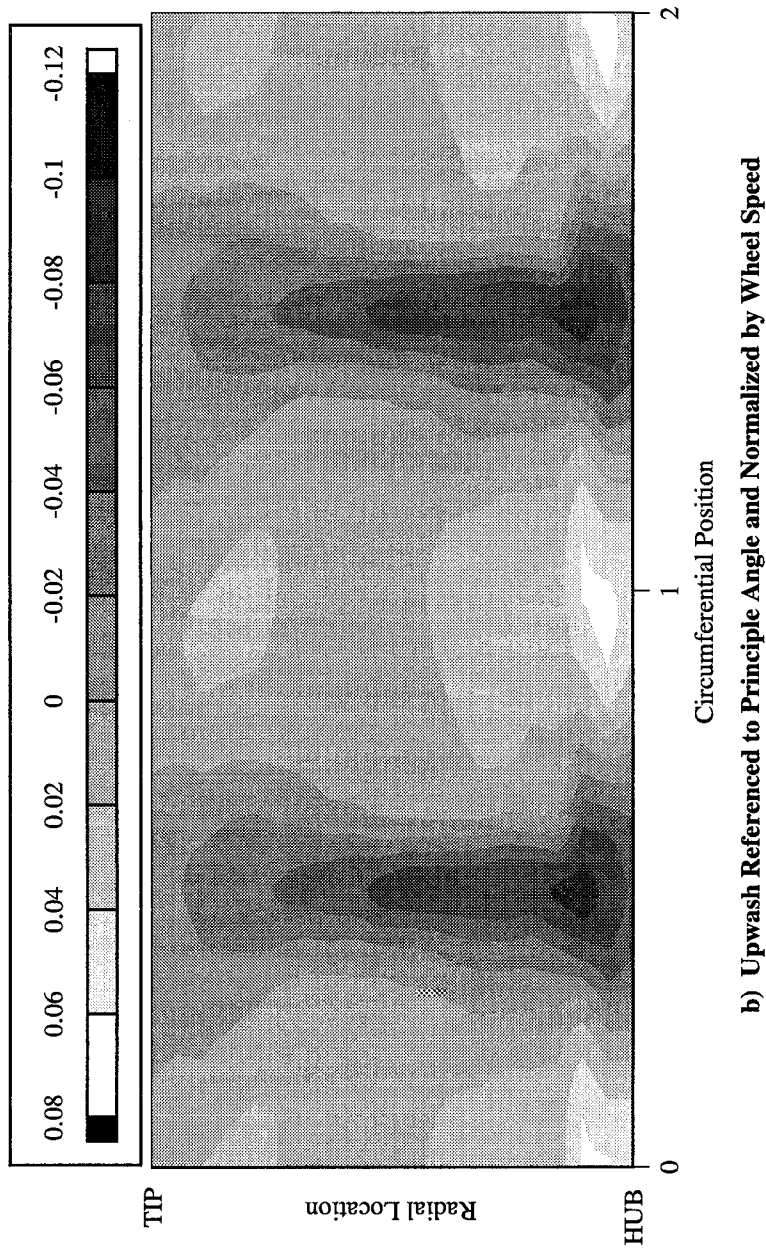 0.08 0.06 0.04 0.02 0 -0.02 -0.04 -0.06 -0.08 -0.1 -0.12
TIP
Radial Location
HUB
0 1 2
Circumferential Position
b) Upwash Referenced to Principle Angle and Normalized by Wheel Speed